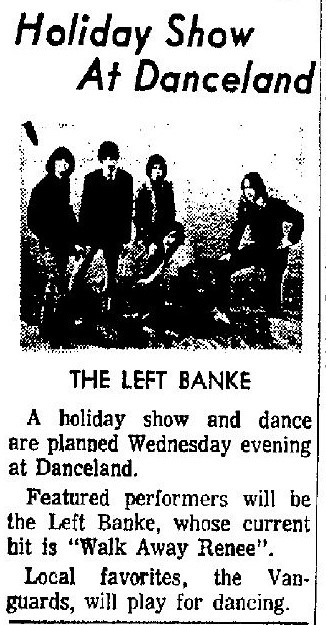 Holiday Show
At Danceland
THE LEFT BANKE
A holiday show and dance
are planned Wednesday evening
at Danceland.
Featured performers will be
the Left Banke, whose current
hit is "Walk Away Renee".
Local favorites, the Van-
guards, will play for dancing.